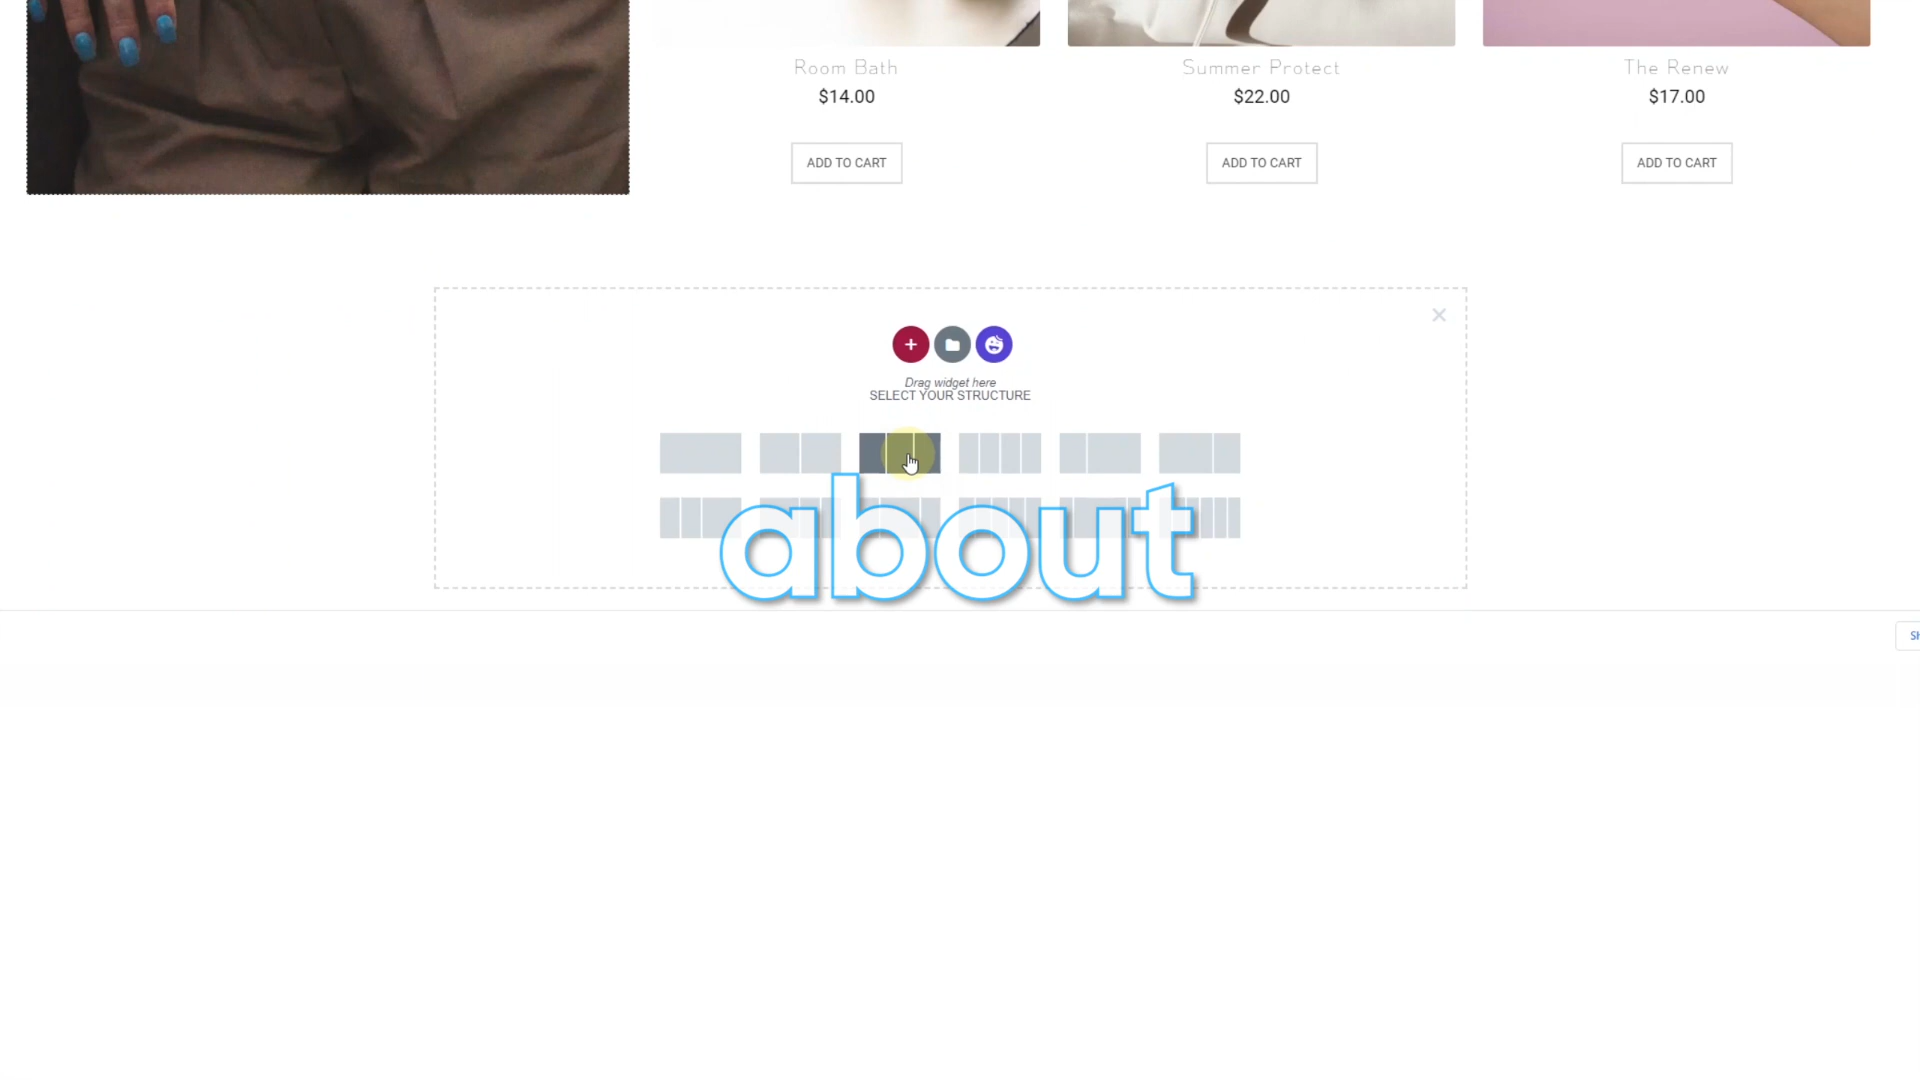 Room Bath
$14.00
ADD TO CART
Summer Protect
$22.00
ADD TO CART
The Renew
$17.00
ADD TO CART
Drag widget here
SELECT YOUR STRUCTURE
about